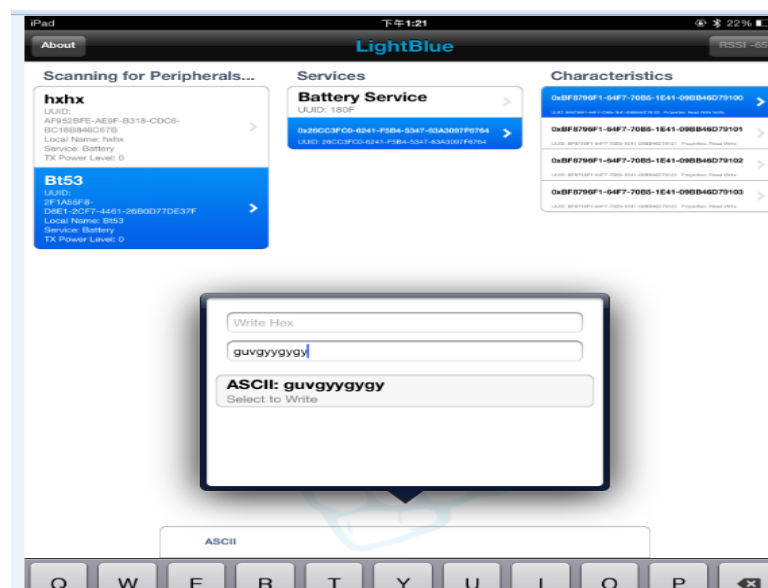 iPad
下午1:21
22%
About
LightBlue
RSSI -65
Scanning for Peripherals...
hxhx
UUID:
AF952BFE-AE9F-B318-CDC6-
BC18B846C67B
Local Name: hxhx
Service: Battery
TX Power Level: 0
Bt53
UUID:
2F1A55F8-
D8E1-2CF7-4461-26B0D77DE37F
Local Name: Bt53
Service: Battery
TX Power Level: 0
Services
Battery Service
UUID: 180F
0x26CC3FC0-6241-F5B4-5347-63A3097F6764
UUID: 26CC3FC0-6241-F5B4-5347-63A3097F6764
Characteristics
0xBF8796F1-64F7-70B5-1E41-09BB46D79100
0xBF8796F1-64F7-70B5-1E41-09BB46D79101
0xBF8796F1-64F7-70B5-1E41-09BB46D79102
0xBF8796F1-64F7-70B5-1E41-09BB46D79103
Write Hex
guvgyygygy
ASCII: guvgyygygy
Select to Write
ASCII
Q W E R T Y U I O P